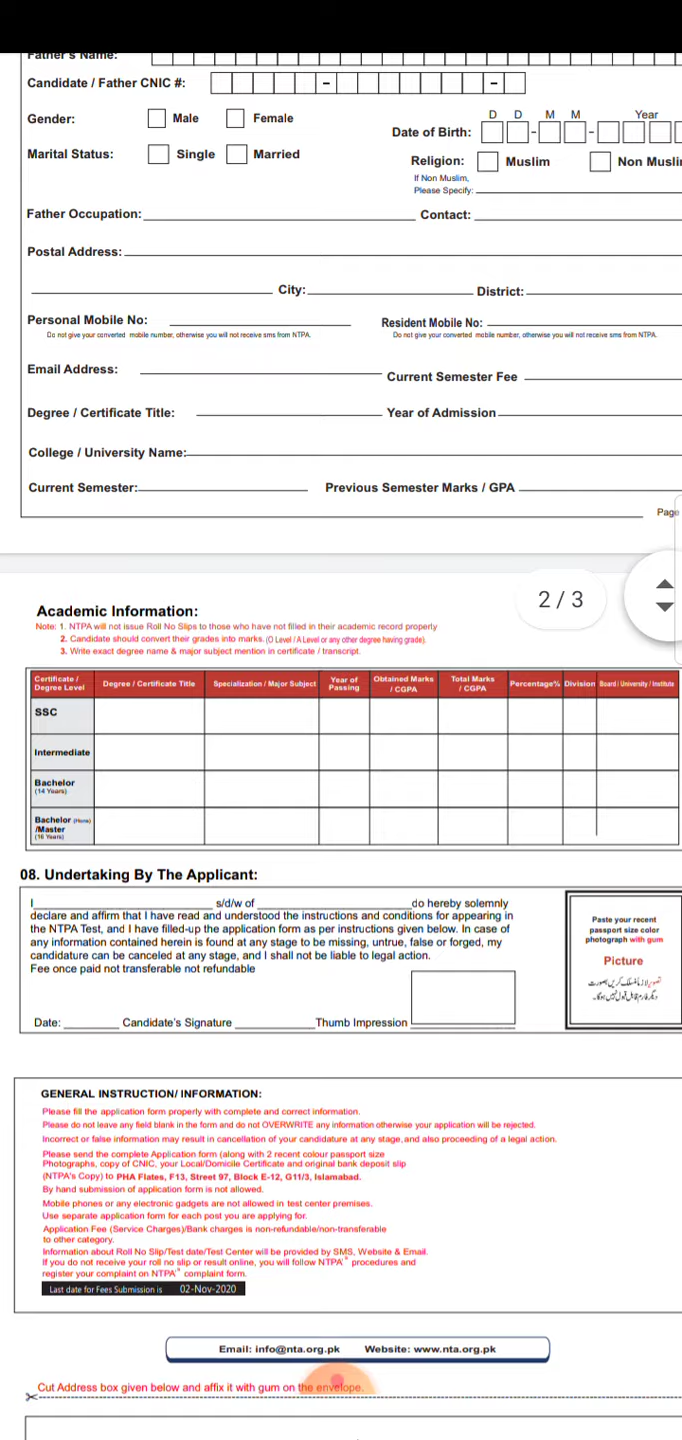 Father's Name:
Candidate / Father CNIC #: - -
Gender: Male Female
D D M M Year
Date of Birth: - -
Marital Status: Single Married
Religion: Muslim Non Musli
If Non Muslim,
Please Specify:
Father Occupation: Contact:
Postal Address:
City: District:
Personal Mobile No: Resident Mobile No:
Do not give your converted mobile number, otherwise you will not receive sms from NTPA. Do not give your converted mobile number, otherwise you will not receive sms from NTPA.
Email Address: Current Semester Fee
Degree / Certificate Title: Year of Admission
College / University Name:
Current Semester: Previous Semester Marks / GPA
Page
2 / 3
Academic Information:
Note: 1. NTPA will not issue Roll No Slips to those who have not filled in their academic record properly
2. Candidate should convert their grades into marks. (O Level / A Level or any other degree having grade).
3. Write exact degree name & major subject mention in certificate / transcript.
Certificate / Degree Level Degree / Certificate Title Specialization / Major Subject Year of Passing Obtained Marks / CGPA Total Marks / CGPA Percentage% Division Board / University / Institute
SSC
Intermediate
Bachelor
(14 Years)
Bachelor (Hons)
/Master
(16 Years)
08. Undertaking By The Applicant:
I s/d/w of do hereby solemnly
declare and affirm that I have read and understood the instructions and conditions for appearing in
the NTPA Test, and I have filled-up the application form as per instructions given below. In case of
any information contained herein is found at any stage to be missing, untrue, false or forged, my
candidature can be canceled at any stage, and I shall not be liable to legal action.
Fee once paid not transferable not refundable
Date: Candidate's Signature Thumb Impression
Paste your recent
passport size color
photograph with gum
Picture
تصویر لازماً منسلک کریں بصورت
دیگر فارم قابل قبول نہیں ہوگا۔
GENERAL INSTRUCTION/ INFORMATION:
Please fill the application form properly with complete and correct information.
Please do not leave any field blank in the form and do not OVERWRITE any information otherwise your application will be rejected.
Incorrect or false information may result in cancellation of your candidature at any stage, and also proceeding of a legal action.
Please send the complete Application form (along with 2 recent colour passport size
Photographs, copy of CNIC, your Local/Domicile Certificate and original bank deposit slip
(NTPA's Copy) to PHA Flates, F13, Street 97, Block E-12, G11/3, Islamabad.
By hand submission of application form is not allowed.
Mobile phones or any electronic gadgets are not allowed in test center premises.
Use separate application form for each post you are applying for.
Application Fee (Service Charges)/Bank charges is non-refundable/non-transferable
to other category.
Information about Roll No Slip/Test date/Test Center will be provided by SMS, Website & Email.
If you do not receive your roll no slip or result online, you will follow NTPA'" procedures and
register your complaint on NTPA'" complaint form.
Last date for Fees Submission is 02-Nov-2020
Email: info@nta.org.pk Website: www.nta.org.pk
Cut Address box given below and affix it with gum on the envelope.